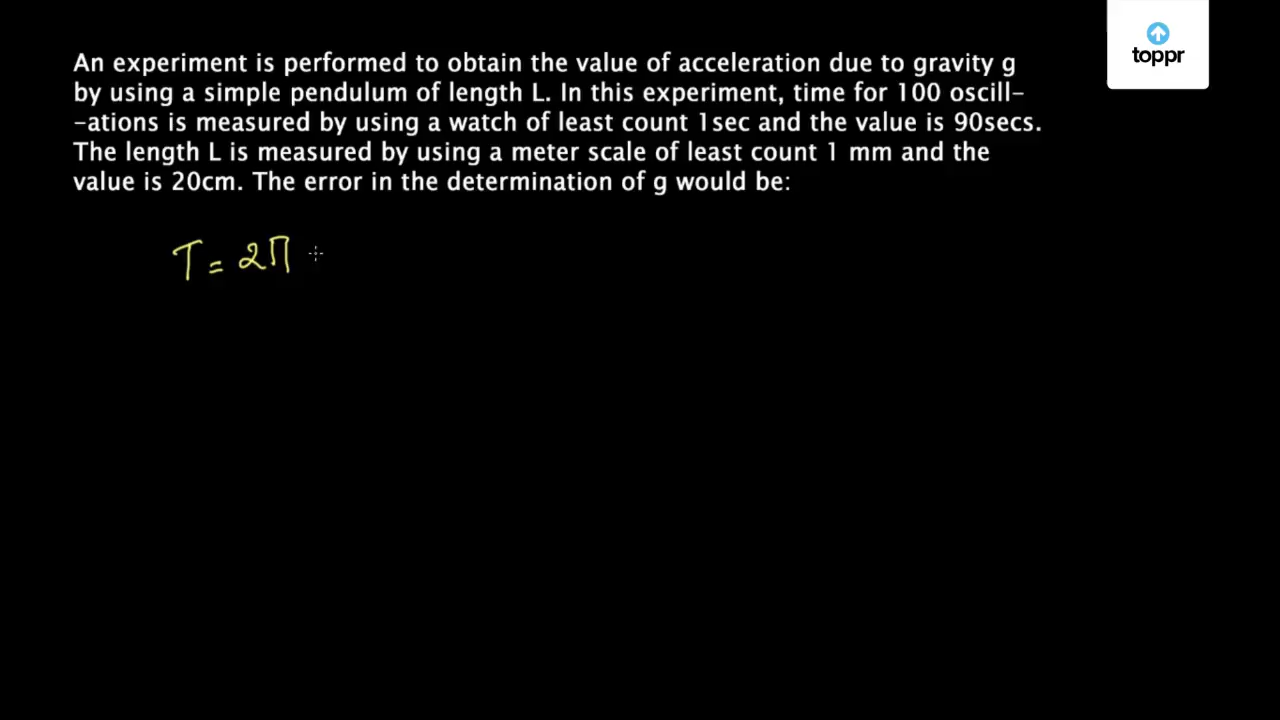 toppr
An experiment is performed to obtain the value of acceleration due to gravity g
by using a simple pendulum of length L. In this experiment, time for 100 oscill-
-ations is measured by using a watch of least count 1sec and the value is 90secs.
The length L is measured by using a meter scale of least count 1 mm and the
value is 20cm. The error in the determination of g would be:
T = 2π